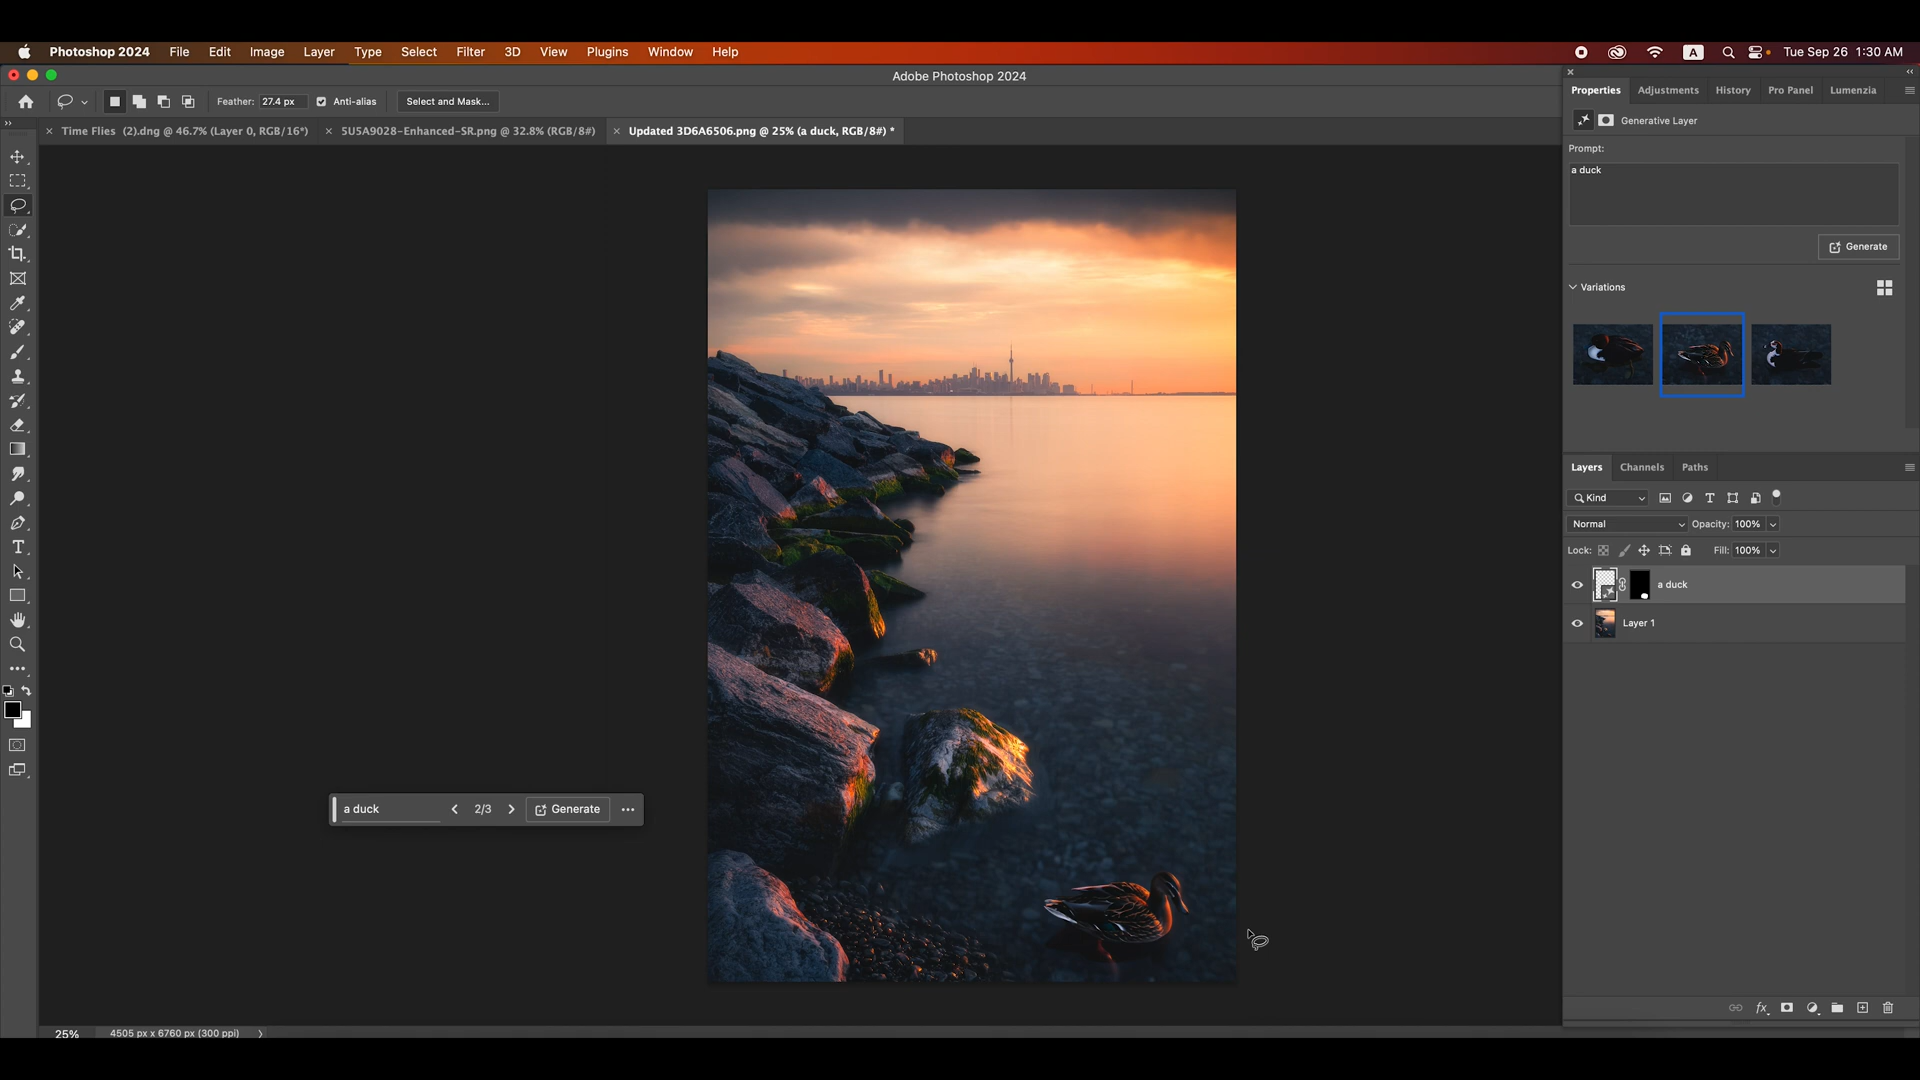 Photoshop 2024 File Edit Image Layer Type Select Filter 3D View Plugins Window Help A Tue Sep 26 1:30 AM
Adobe Photoshop 2024
Feather: 27.4 px Anti-alias Select and Mask...
Time Flies (2).dng @ 46.7% (Layer 0, RGB/16*) 5U5A9028-Enhanced-SR.png @ 32.8% (RGB/8#) Updated 3D6A6506.png @ 25% (a duck, RGB/8#) *
Properties Adjustments History Pro Panel Lumenzia
Generative Layer
Prompt:
a duck
Generate
Variations
Layers Channels Paths
Kind
Normal Opacity: 100%
Lock: Fill: 100%
a duck
Layer 1
a duck 2/3 Generate
25% 4505 px x 6760 px (300 ppi)